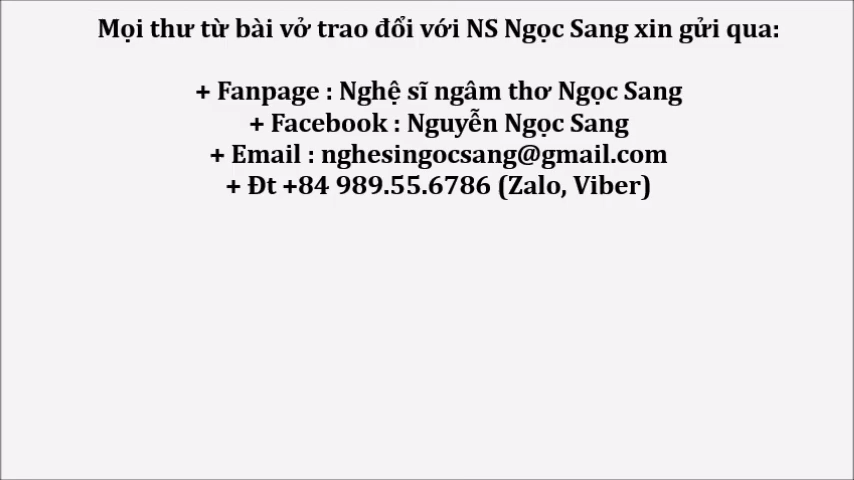 Mọi thư từ bài vở trao đổi với NS Ngọc Sang xin gửi qua:
+ Fanpage : Nghệ sĩ ngâm thơ Ngọc Sang
+ Facebook : Nguyễn Ngọc Sang
+ Email : nghesingocsang@gmail.com
+ Đt +84 989.55.6786 (Zalo, Viber)